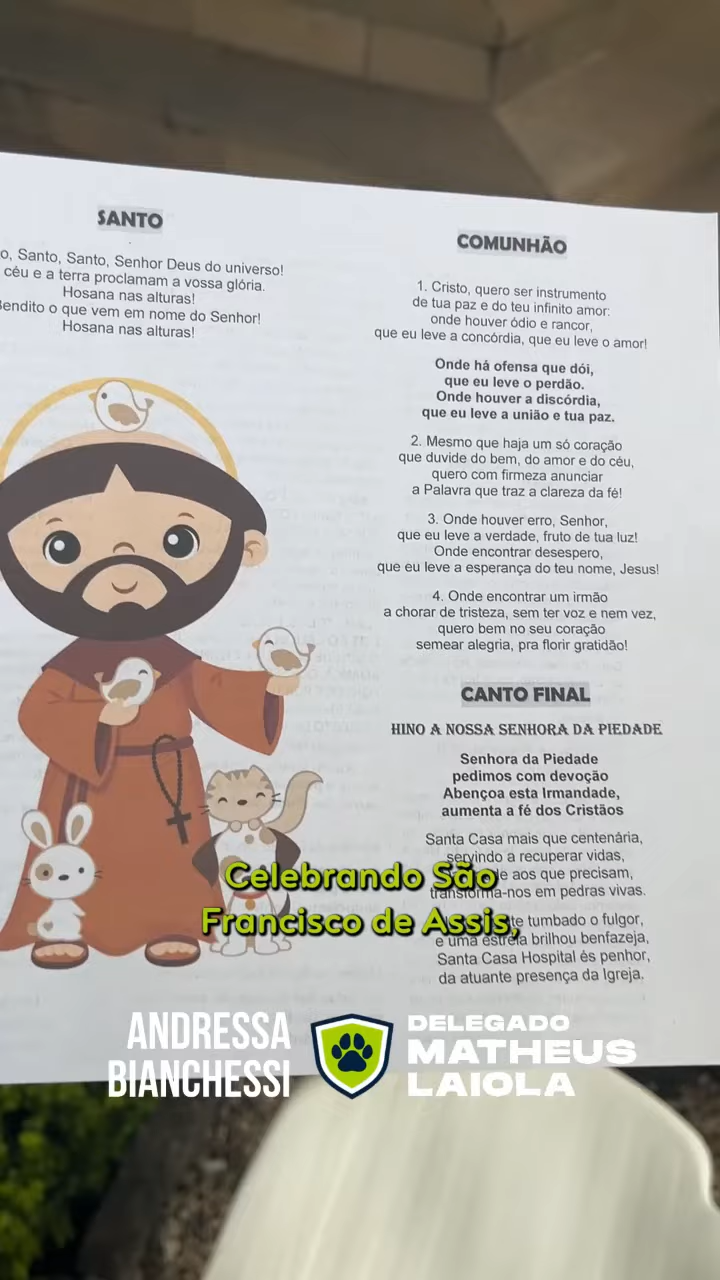 SANTO
o, Santo, Santo, Senhor Deus do universo!
céu e a terra proclamam a vossa glória.
Hosana nas alturas!
Bendito o que vem em nome do Senhor!
Hosana nas alturas!
COMUNHÃO
1. Cristo, quero ser instrumento
de tua paz e do teu infinito amor:
onde houver ódio e rancor,
que eu leve a concórdia, que eu leve o amor!
Onde há ofensa que dói,
que eu leve o perdão.
Onde houver a discórdia,
que eu leve a união e tua paz.
2. Mesmo que haja um só coração
que duvide do bem, do amor e do céu,
quero com firmeza anunciar
a Palavra que traz a clareza da fé!
3. Onde houver erro, Senhor,
que eu leve a verdade, fruto de tua luz!
Onde encontrar desespero,
que eu leve a esperança do teu nome, Jesus!
4. Onde encontrar um irmão
a chorar de tristeza, sem ter voz e nem vez,
quero bem no seu coração
semear alegria, pra florir gratidão!
CANTO FINAL
HINO A NOSSA SENHORA DA PIEDADE
Senhora da Piedade
pedimos com devoção
Abençoa esta Irmandade,
aumenta a fé dos Cristãos
Santa Casa mais que centenária,
servindo a recuperar vidas,
aos que precisam,
transforma-nos em pedras vivas.
tumbado o fulgor,
e uma estrela brilhou benfazeja,
Santa Casa Hospital és penhor,
da atuante presença da Igreja.
Celebrando São
Francisco de Assis,
ANDRESSA
BIANCHESSI
DELEGADO
MATHEUS
LAIOLA